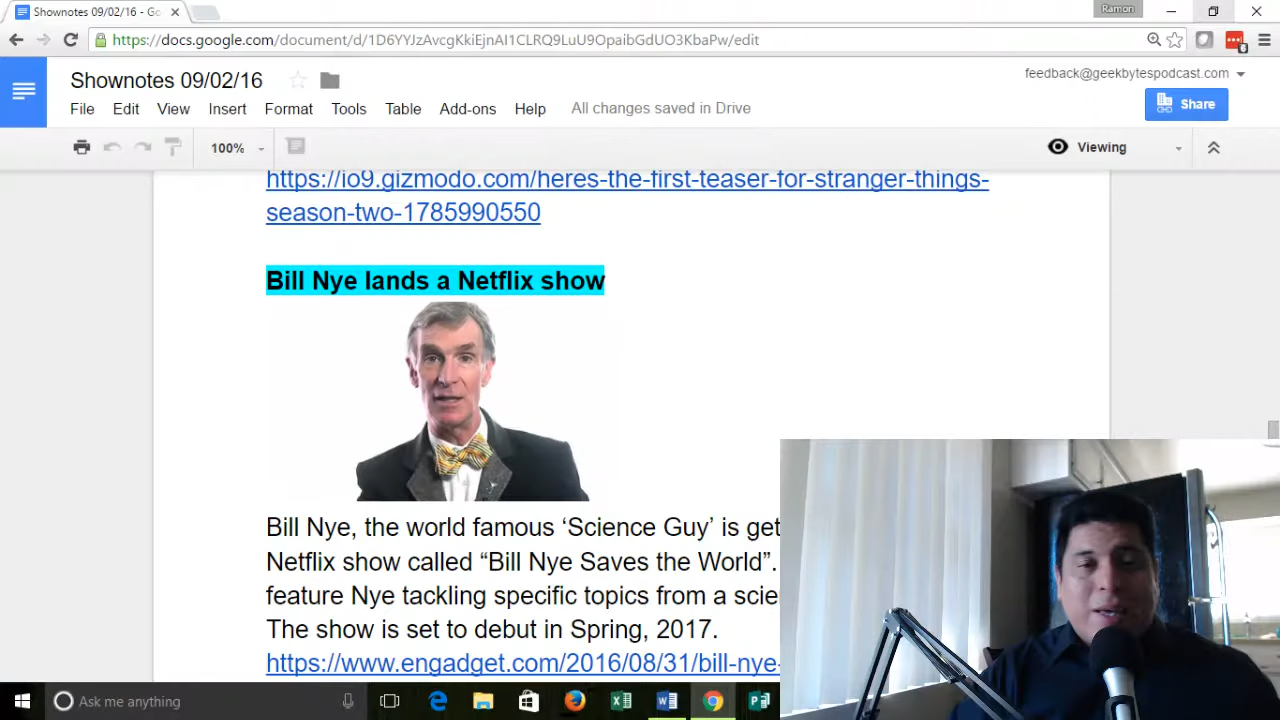 Shownotes 09/02/16 - Go
Ramon
https://docs.google.com/document/d/1D6YYJzAvcgKkiEjnAI1CLRQ9LuU9OpaibGdUO3KbaPw/edit
Shownotes 09/02/16
feedback@geekbytespodcast.com
File Edit View Insert Format Tools Table Add-ons Help All changes saved in Drive
Share
100%
Viewing
https://io9.gizmodo.com/heres-the-first-teaser-for-stranger-things-
season-two-1785990550
Bill Nye lands a Netflix show
Bill Nye, the world famous ‘Science Guy’ is get
Netflix show called “Bill Nye Saves the World”.
feature Nye tackling specific topics from a scie
The show is set to debut in Spring, 2017.
https://www.engadget.com/2016/08/31/bill-nye-
Ask me anything